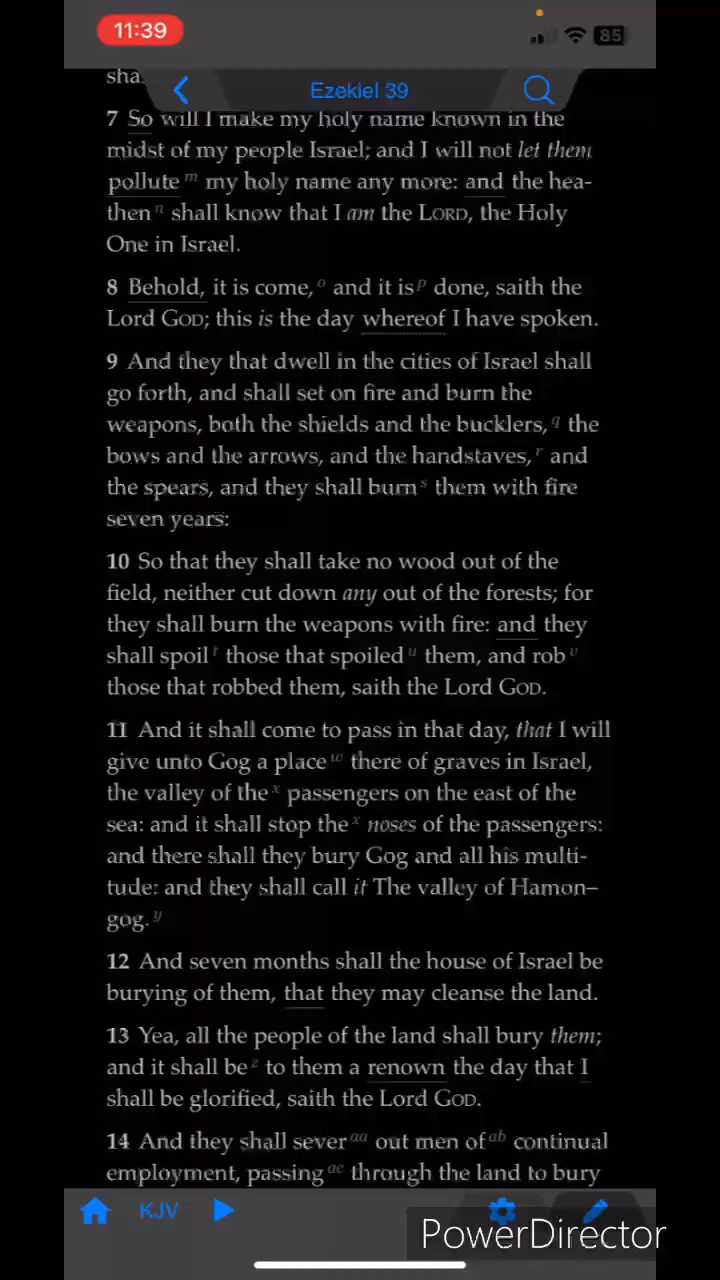 11:39
85
sha
Ezekiel 39
7 So will I make my holy name known in the
midst of my people Israel; and I will not let them
pollute m my holy name any more: and the hea-
then n shall know that I am the LORD, the Holy
One in Israel.
8 Behold, it is come, o and it is p done, saith the
Lord GOD; this is the day whereof I have spoken.
9 And they that dwell in the cities of Israel shall
go forth, and shall set on fire and burn the
weapons, both the shields and the bucklers, q the
bows and the arrows, and the handstaves, r and
the spears, and they shall burn s them with fire
seven years:
10 So that they shall take no wood out of the
field, neither cut down any out of the forests; for
they shall burn the weapons with fire: and they
shall spoil t those that spoiled u them, and rob v
those that robbed them, saith the Lord GOD.
11 And it shall come to pass in that day, that I will
give unto Gog a place w there of graves in Israel,
the valley of the x passengers on the east of the
sea: and it shall stop the x noses of the passengers:
and there shall they bury Gog and all his multi-
tude: and they shall call it The valley of Hamon–
gog. y
12 And seven months shall the house of Israel be
burying of them, that they may cleanse the land.
13 Yea, all the people of the land shall bury them;
and it shall be z to them a renown the day that I
shall be glorified, saith the Lord GOD.
14 And they shall sever aa out men of ab continual
employment, passing ac through the land to bury
KJV
PowerDirector